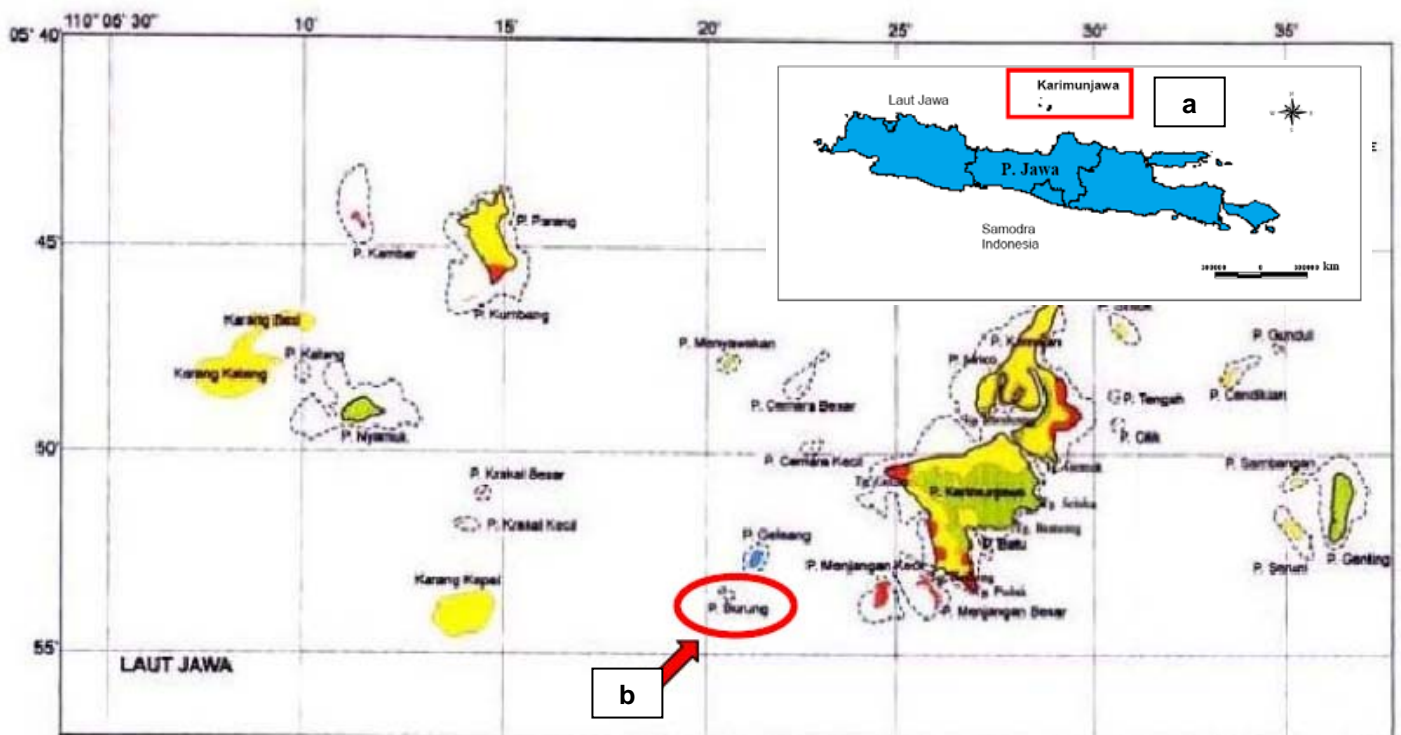 110° 05' 30"
10'
15'
20'
25'
30'
35'
05° 40'
Karimunjawa
a
Laut Jawa
P. Jawa
Samodra
Indonesia
km
P. Parang
45'
P. Kembar
P. Kumbang
Karang Besi
P. Katang
Karang Katang
P. Nyamuk
P. Menyawakan
P. Cemara Besar
P. Cemara Kecil
P. Gundul
P. Cendikian
P. Tengah
P. Cilik
50'
P. Krakal Besar
P. Krakal Kecil
P. Karimunjawa
P. Sambangan
P. Genting
P. Seruni
P. Geleang
P. Batu
P. Menjangan Kecil
P. Menjangan Besar
Karang Kapal
P. Burung
55'
LAUT JAWA
b